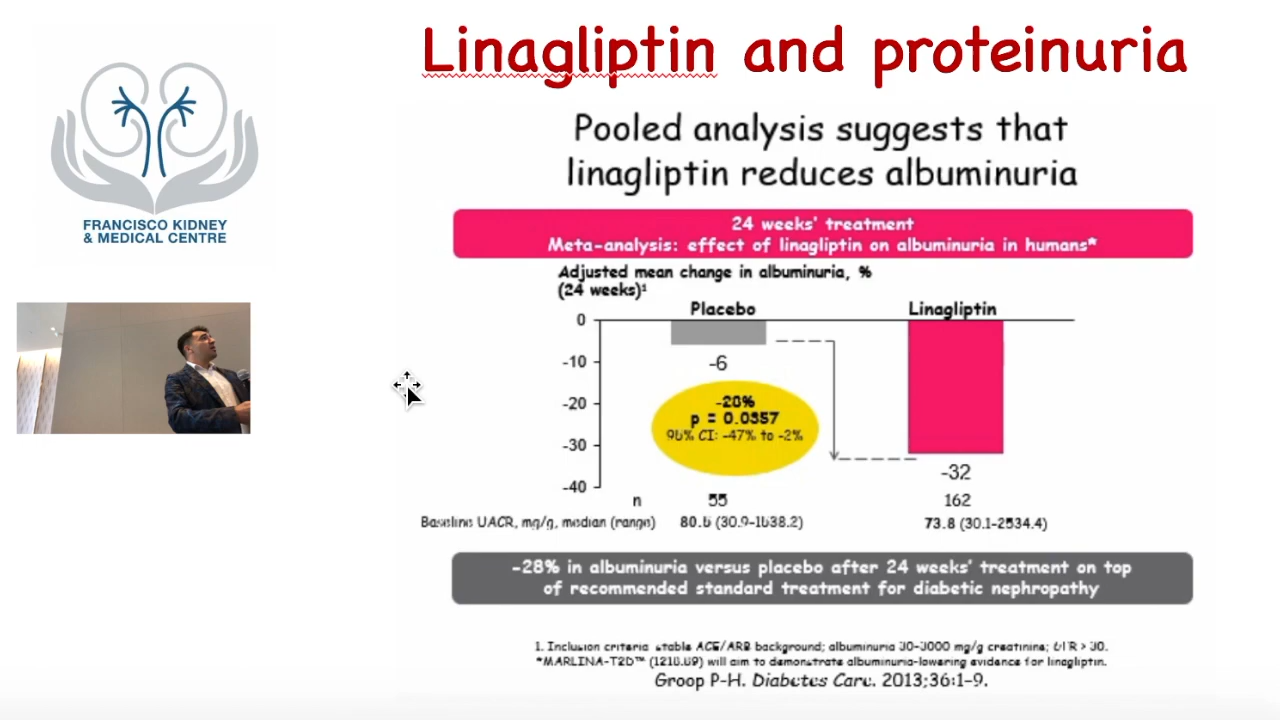 Linagliptin and proteinuria
FRANCISCO KIDNEY
& MEDICAL CENTRE
Pooled analysis suggests that
linagliptin reduces albuminuria
24 weeks' treatment
Meta-analysis: effect of linagliptin on albuminuria in humans*
Adjusted mean change in albuminuria, %
(24 weeks)¹
Placebo
Linagliptin
0
-10
-20
-30
-40
-6
-28%
p = 0.0357
95% CI: -47% to -2%
-32
n 55 162
Baseline UACR, mg/g, median (range) 80.5 (30.9-1538.2) 73.8 (30.1-2534.4)
-28% in albuminuria versus placebo after 24 weeks' treatment on top
of recommended standard treatment for diabetic nephropathy
1. Inclusion criteria stable ACE/ARB background; albuminuria 30-3000 mg/g creatinine; > 30.
*MARLINA-T2D™ will aim to demonstrate albuminuria-lowering evidence for linagliptin.
Groop P-H. Diabetes Care. 2013;36:1-9.